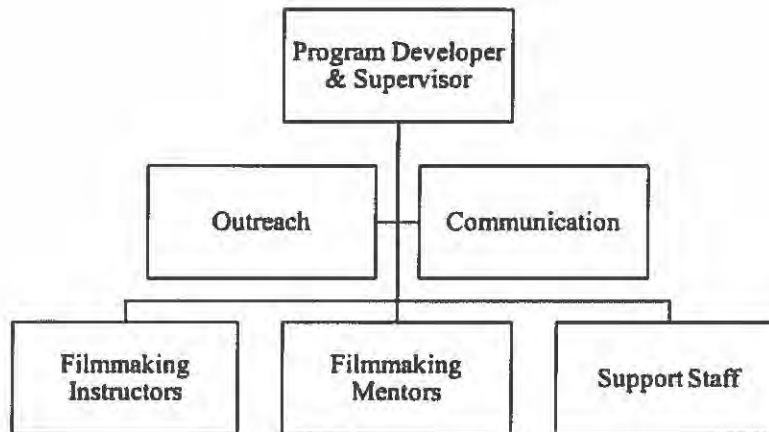 Program Developer
& Supervisor
Outreach
Communication
Filmmaking
Instructors
Filmmaking
Mentors
Support Staff